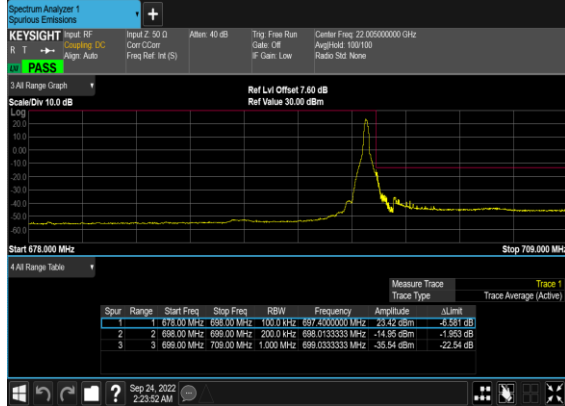 Spectrum Analyzer 1
Spurious Emissions
KEYSIGHT Input: RF Input Z: 50 Ω Atten: 40 dB Trig: Free Run Center Freq: 22.005000000 GHz
R T Coupling: DC Corr CCorr Gate: Off Avg|Hold: 100/100
Align: Auto Freq Ref: Int (S) IF Gain: Low Radio Std: None
PASS
3 All Range Graph
Ref Lvl Offset 7.60 dB
Scale/Div 10.0 dB Ref Value 30.00 dBm
Log
20.0
10.0
0.00
-10.0
-20.0
-30.0
-40.0
-50.0
-60.0
Start 678.000 MHz Stop 709.000 MHz
4 All Range Table
Measure Trace Trace 1
Trace Type Trace Average (Active)
Spur Range Start Freq Stop Freq RBW Frequency Amplitude ΔLimit
1 1 678.00 MHz 698.00 MHz 100.0 kHz 697.4000000 MHz 23.42 dBm -6.581 dB
2 2 698.00 MHz 699.00 MHz 200.0 kHz 698.0133333 MHz -14.95 dBm -1.953 dB
3 3 699.00 MHz 709.00 MHz 1.000 MHz 699.0333333 MHz -35.54 dBm -22.54 dB
? Sep 24, 2022
2:23:52 AM